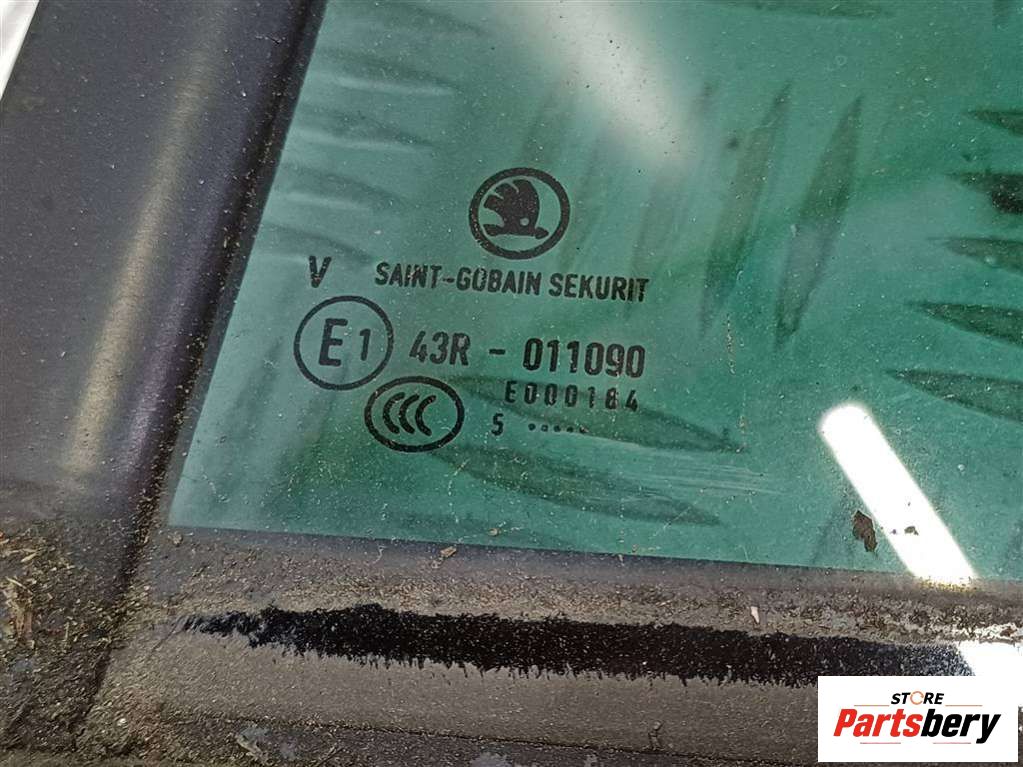 V SAINT-GOBAIN SEKURIT
E1 43R - 011090
CCC E000184
5 •••••
STORE
Partsbery